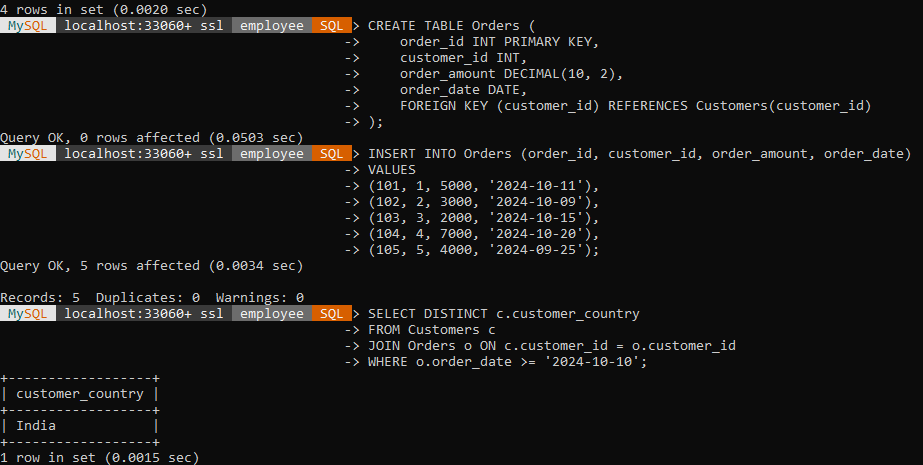 4 rows in set (0.0020 sec)
MySQL localhost:33060+ ssl employee SQL > CREATE TABLE Orders (
-> order_id INT PRIMARY KEY,
-> customer_id INT,
-> order_amount DECIMAL(10, 2),
-> order_date DATE,
-> FOREIGN KEY (customer_id) REFERENCES Customers(customer_id)
-> );
Query OK, 0 rows affected (0.0503 sec)
MySQL localhost:33060+ ssl employee SQL > INSERT INTO Orders (order_id, customer_id, order_amount, order_date)
-> VALUES
-> (101, 1, 5000, '2024-10-11'),
-> (102, 2, 3000, '2024-10-09'),
-> (103, 3, 2000, '2024-10-15'),
-> (104, 4, 7000, '2024-10-20'),
-> (105, 5, 4000, '2024-09-25');
Query OK, 5 rows affected (0.0034 sec)
Records: 5  Duplicates: 0  Warnings: 0
MySQL localhost:33060+ ssl employee SQL > SELECT DISTINCT c.customer_country
-> FROM Customers c
-> JOIN Orders o ON c.customer_id = o.customer_id
-> WHERE o.order_date >= '2024-10-10';
+------------------+
| customer_country |
+------------------+
| India            |
+------------------+
1 row in set (0.0015 sec)